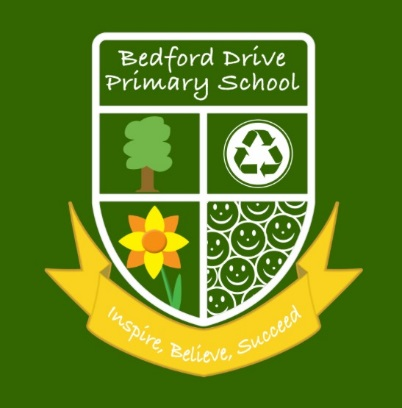 Bedford Drive
Primary School
Inspire, Believe, Succeed